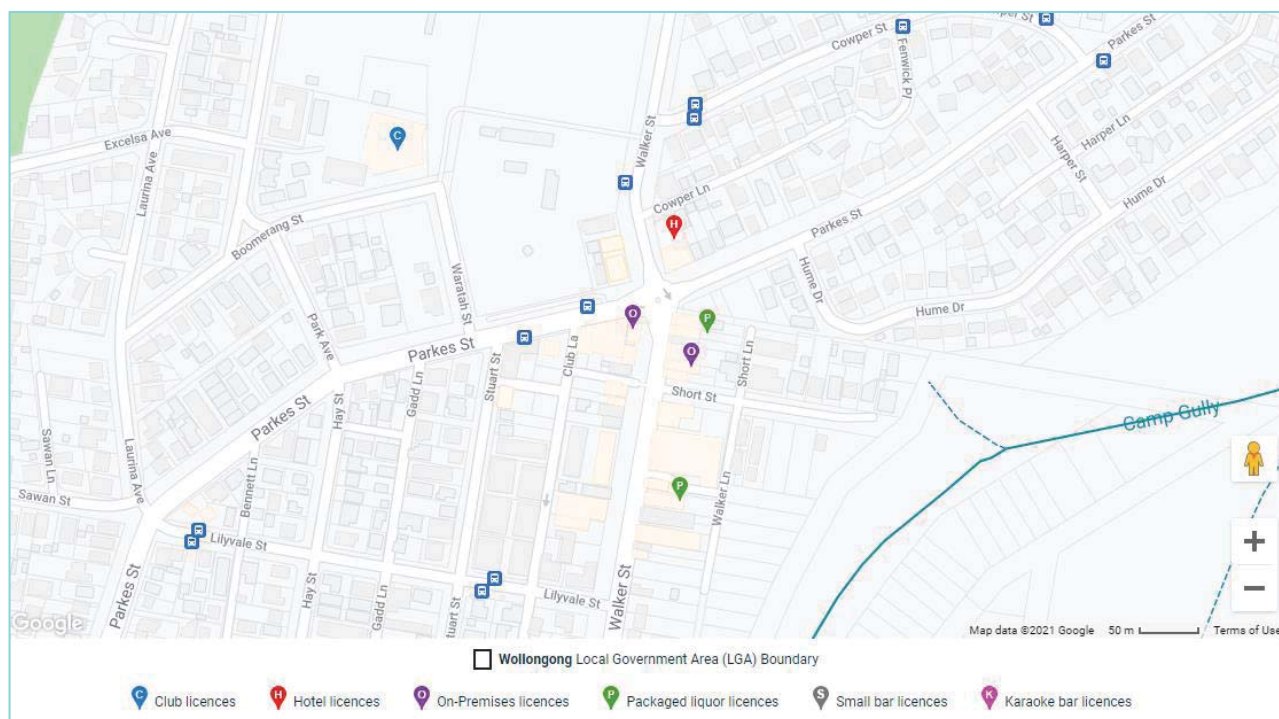 Cowper St
per St
Parkes St
Fenwick Pl
Walker St
Harper Ln
Harper St
Hume Dr
C
Excelsa Ave
Laurina Ave
Boomerang St
Cowper Ln
H
Parkes St
Waratah St
Hume Dr
Hume Dr
O
P
Park Ave
Parkes St
Club La
O
Short Ln
Stuart St
Short St
Gadd Ln
Hay St
Camp Gully
Parkes St
Sawan Ln
Laurina Ave
Bennett Ln
P
Walker Ln
Sawan St
Lilyvale St
Hay St
Gadd Ln
Stuart St
Lilyvale St
Walker St
Parkes St
+
−
Google
Map data ©2021 Google 50 m Terms of Use
Wollongong Local Government Area (LGA) Boundary
C Club licences H Hotel licences O On-Premises licences P Packaged liquor licences S Small bar licences K Karaoke bar licences